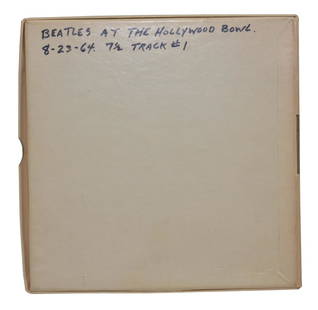 BEATLES AT THE HOLLYWOOD BOWL.
8-23-64. 7½ TRACK #1